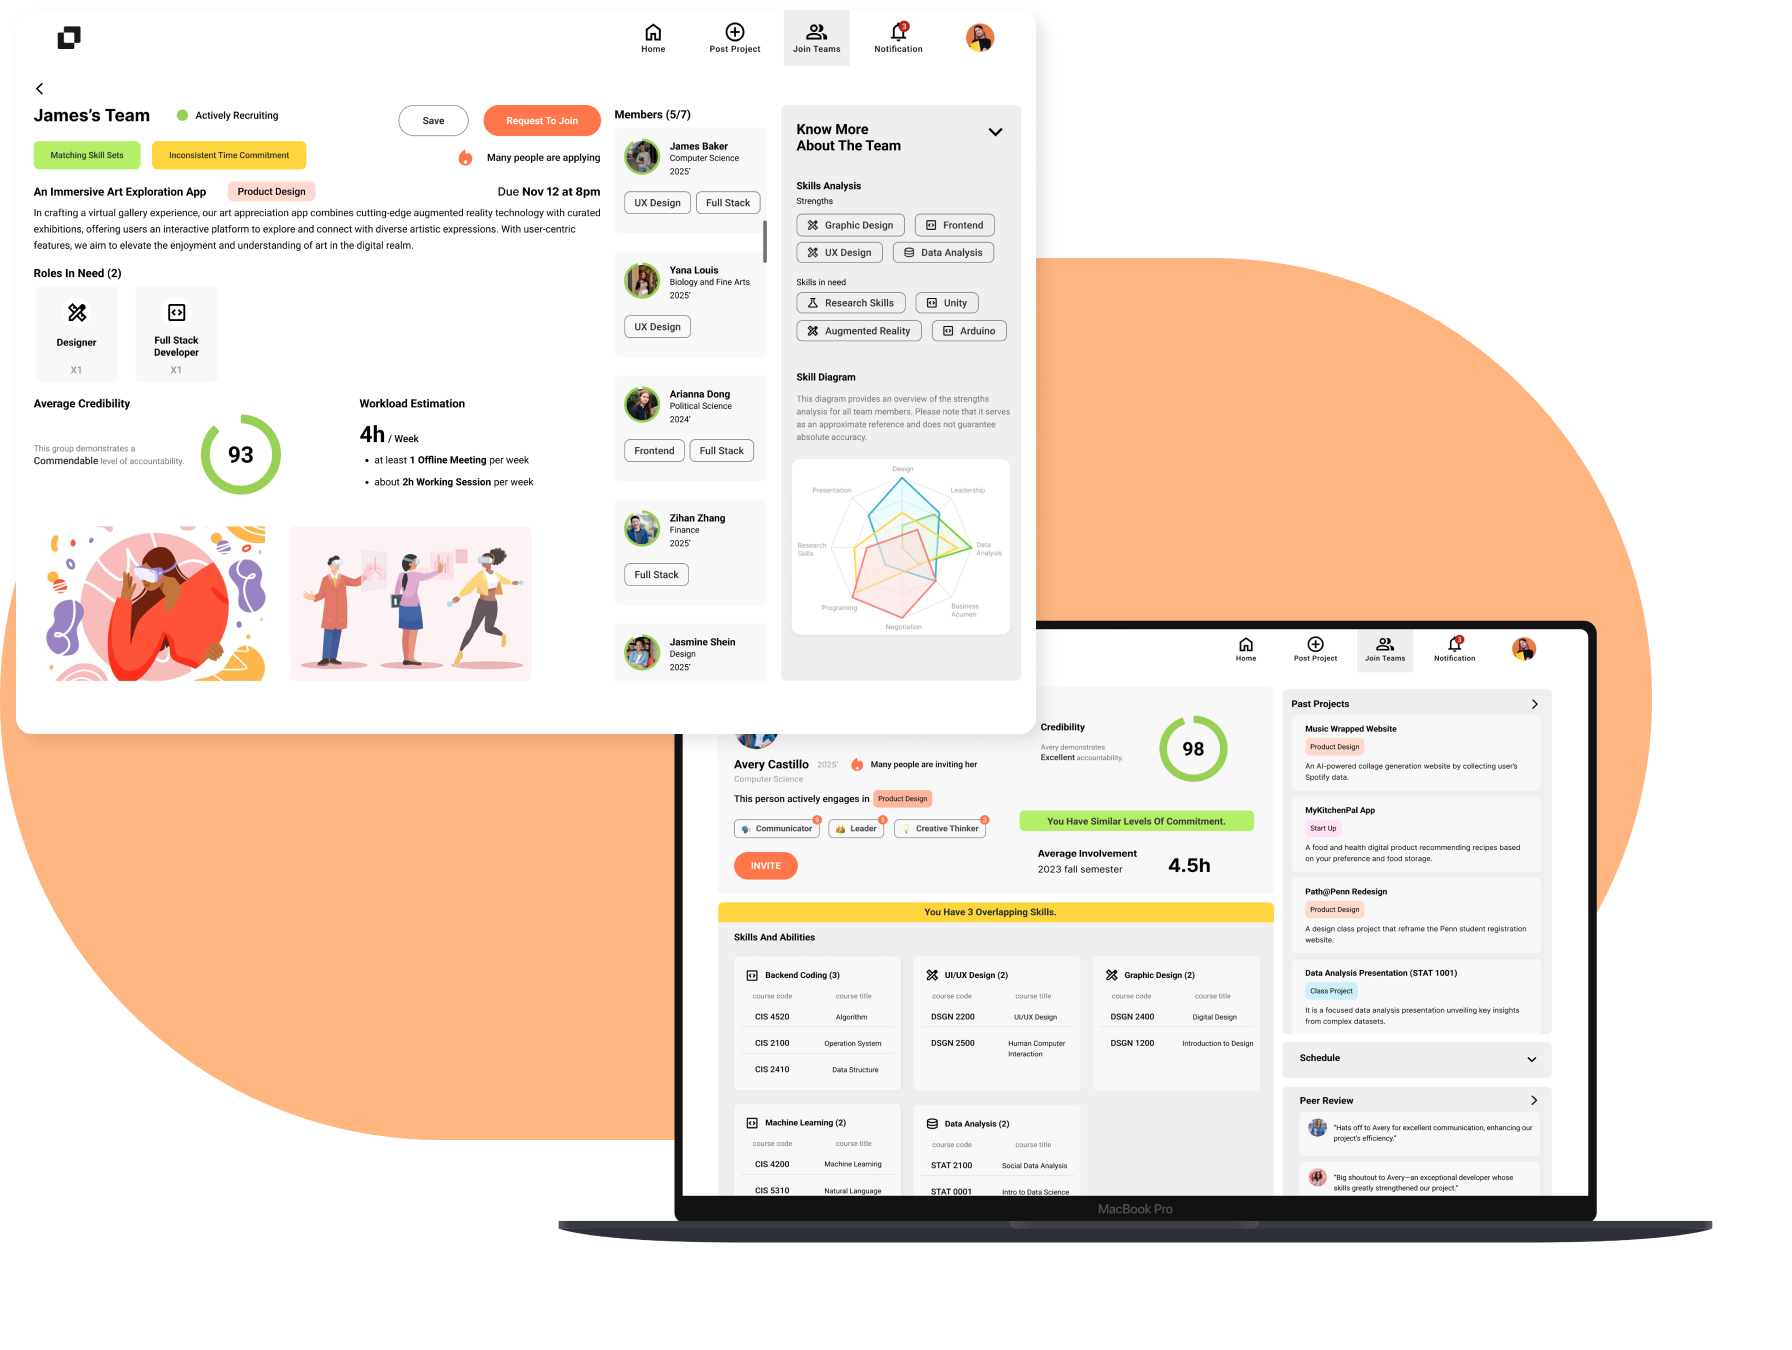 Home
Post Project
Join Teams
3
Notification
James's Team
Actively Recruiting
Save
Request To Join
Matching Skill Sets
Inconsistent Time Commitment
Many people are applying
An Immersive Art Exploration App
Product Design
Due Nov 12 at 8pm
In crafting a virtual gallery experience, our art appreciation app combines cutting-edge augmented reality technology with curated
exhibitions, offering users an interactive platform to explore and connect with diverse artistic expressions. With user-centric
features, we aim to elevate the enjoyment and understanding of art in the digital realm.
Roles In Need (2)
Designer
X1
Full Stack
Developer
X1
Average Credibility
This group demonstrates a
Commendable level of accountability.
93
Workload Estimation
4h / Week
• at least 1 Offline Meeting per week
• about 2h Working Session per week
Members (5/7)
James Baker
Computer Science
2025'
UX Design
Full Stack
Yana Louis
Biology and Fine Arts
2025'
UX Design
Arianna Dong
Political Science
2024'
Frontend
Full Stack
Zihan Zhang
Finance
2025'
Full Stack
Jasmine Shein
Design
2025'
Know More
About The Team
Skills Analysis
Strengths
Graphic Design
Frontend
UX Design
Data Analysis
Skills in need
Research Skills
Unity
Augmented Reality
Arduino
Skill Diagram
This diagram provides an overview of the strengths
analysis for all team members. Please note that it serves
as an approximate reference and does not guarantee
absolute accuracy.
Design
Presentation
Leadership
Research
Skills
Data
Analysis
Programing
Business
Acumen
Negotiation
Home
Post Project
Join Teams
3
Notification
Avery Castillo
2025'
Many people are inviting her
Computer Science
This person actively engages in
Product Design
Communicator
9
Leader
5
Creative Thinker
3
INVITE
Credibility
Avery demonstrates
Excellent accountability.
98
You Have Similar Levels Of Commitment.
Average Involvement
2023 fall semester
4.5h
You Have 3 Overlapping Skills.
Skills And Abilities
Backend Coding (3)
course code course title
CIS 4520 Algorithm
CIS 2100 Operation System
CIS 2410 Data Structure
UI/UX Design (2)
course code course title
DSGN 2200 UI/UX Design
DSGN 2500 Human Computer
Interaction
Graphic Design (2)
course code course title
DSGN 2400 Digital Design
DSGN 1200 Introduction to Design
Machine Learning (2)
course code course title
CIS 4200 Machine Learning
CIS 5310 Natural Language
Data Analysis (2)
course code course title
STAT 2100 Social Data Analysis
STAT 0001 Intro to Data Science
Past Projects
Music Wrapped Website
Product Design
An AI-powered collage generation website by collecting user's
Spotify data.
MyKitchenPal App
Start Up
A food and health digital product recommending recipes based
on your preference and food storage.
Path@Penn Redesign
Product Design
A design class project that reframe the Penn student registration
website.
Data Analysis Presentation (STAT 1001)
Class Project
It is a focused data analysis presentation unveiling key insights
from complex datasets.
Schedule
Peer Review
"Hats off to Avery for excellent communication, enhancing our
project's efficiency."
"Big shoutout to Avery—an exceptional developer whose
skills greatly strengthened our project."
MacBook Pro